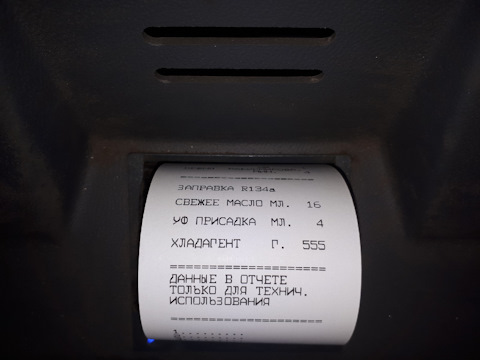 ====================
ЗАПРАВКА R134a
СВЕЖЕЕ МАСЛО МЛ. 16
УФ ПРИСАДКА МЛ. 4
ХЛАДАГЕНТ Г. 555
====================
ДАННЫЕ В ОТЧЕТЕ
ТОЛЬКО ДЛЯ ТЕХНИЧ.
ИСПОЛЬЗОВАНИЯ
====================